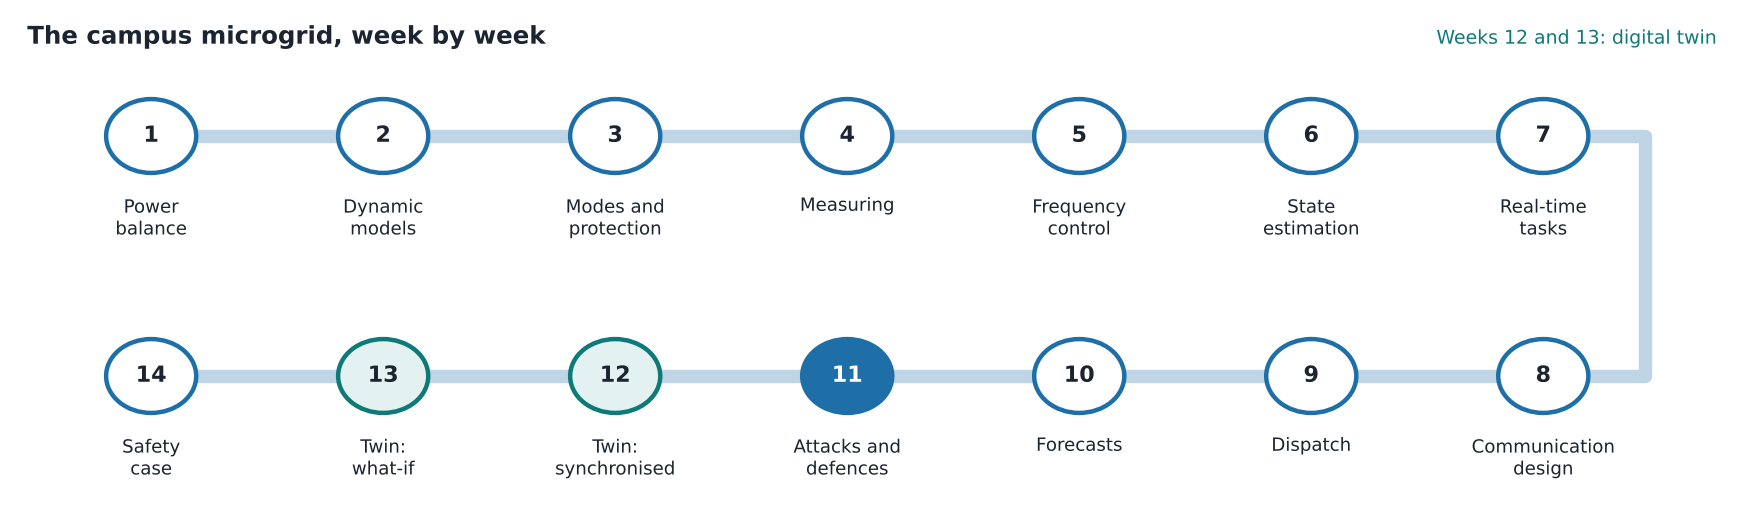 The campus microgrid, week by week
Weeks 12 and 13: digital twin
1
2
3
4
5
6
7
Power
balance
Dynamic
models
Modes and
protection
Measuring
Frequency
control
State
estimation
Real-time
tasks
14
13
12
11
10
9
8
Safety
case
Twin:
what-if
Twin:
synchronised
Attacks and
defences
Forecasts
Dispatch
Communication
design